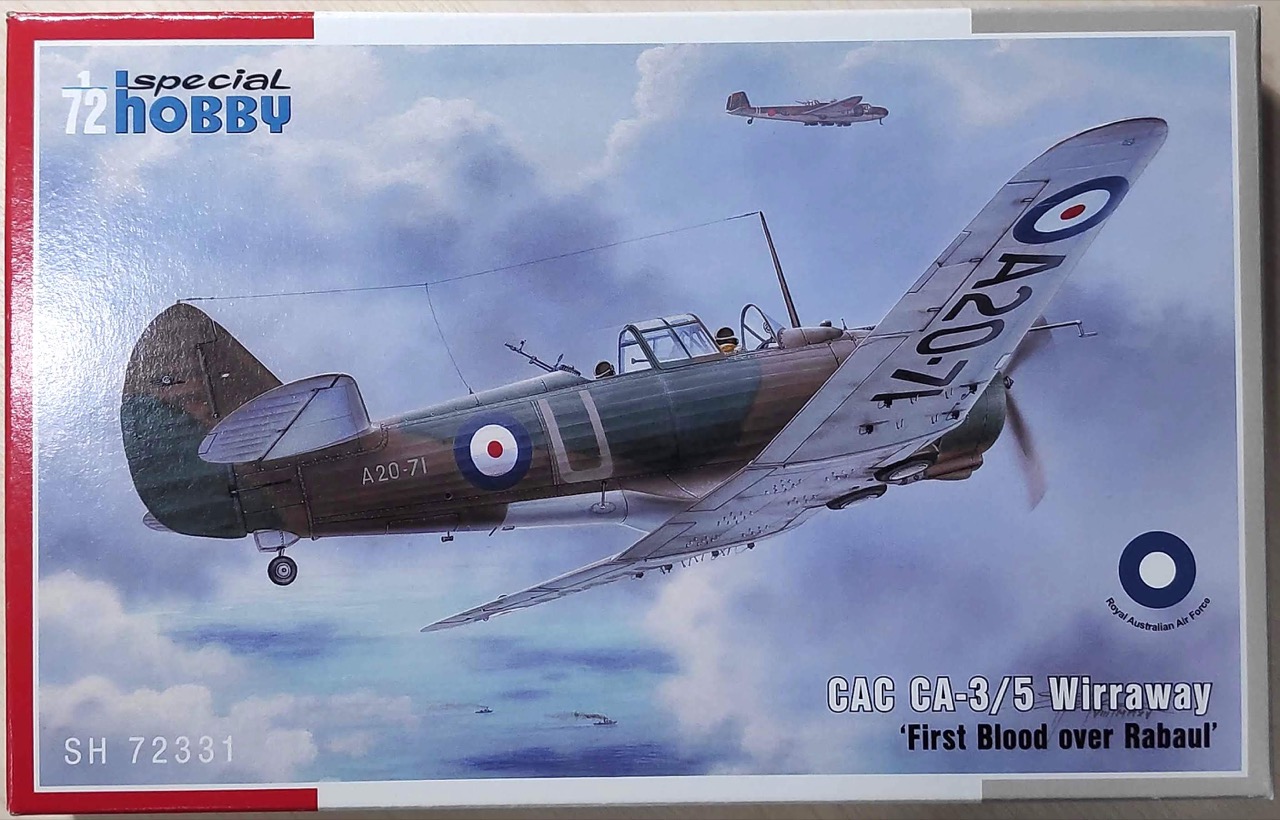 1/72 special
hobby
A20-71
A20-71
U
Royal Australian Air Force
CAC CA-3/5 Wirraway
'First Blood over Rabaul'
SH 72331